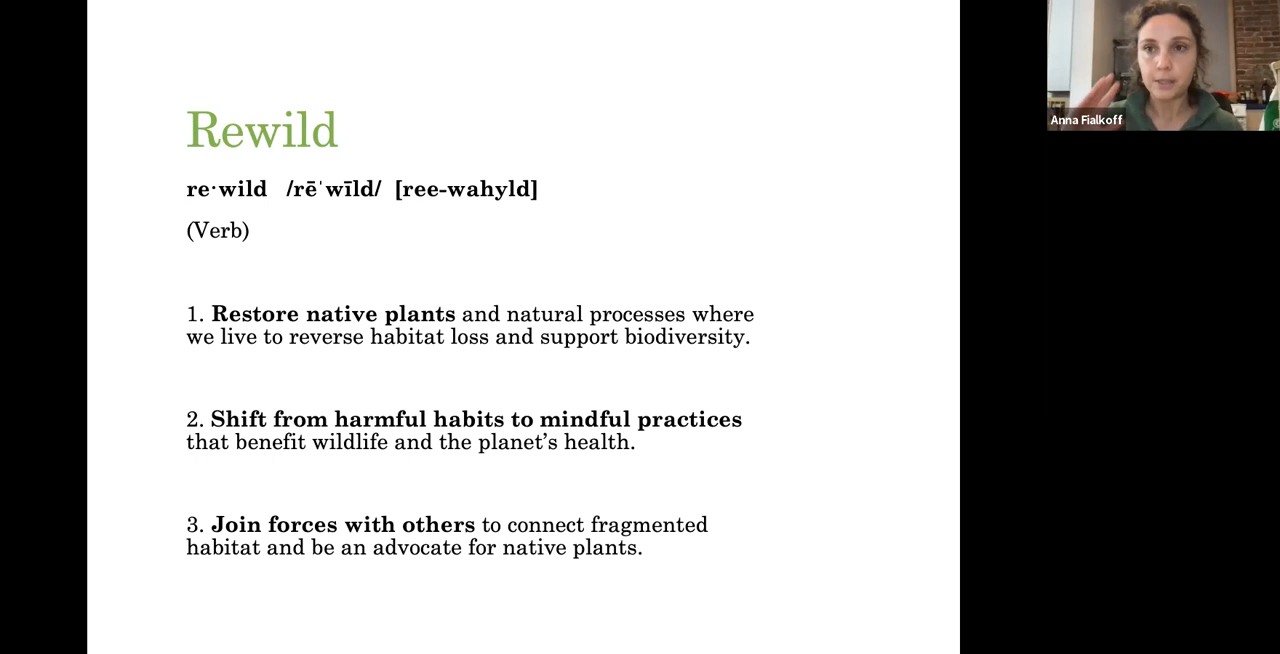 Rewild
re·wild /rēˈwīld/ [ree-wahyld]
(Verb)
1. Restore native plants and natural processes where
we live to reverse habitat loss and support biodiversity.
2. Shift from harmful habits to mindful practices
that benefit wildlife and the planet’s health.
3. Join forces with others to connect fragmented
habitat and be an advocate for native plants.
Anna Fialkoff